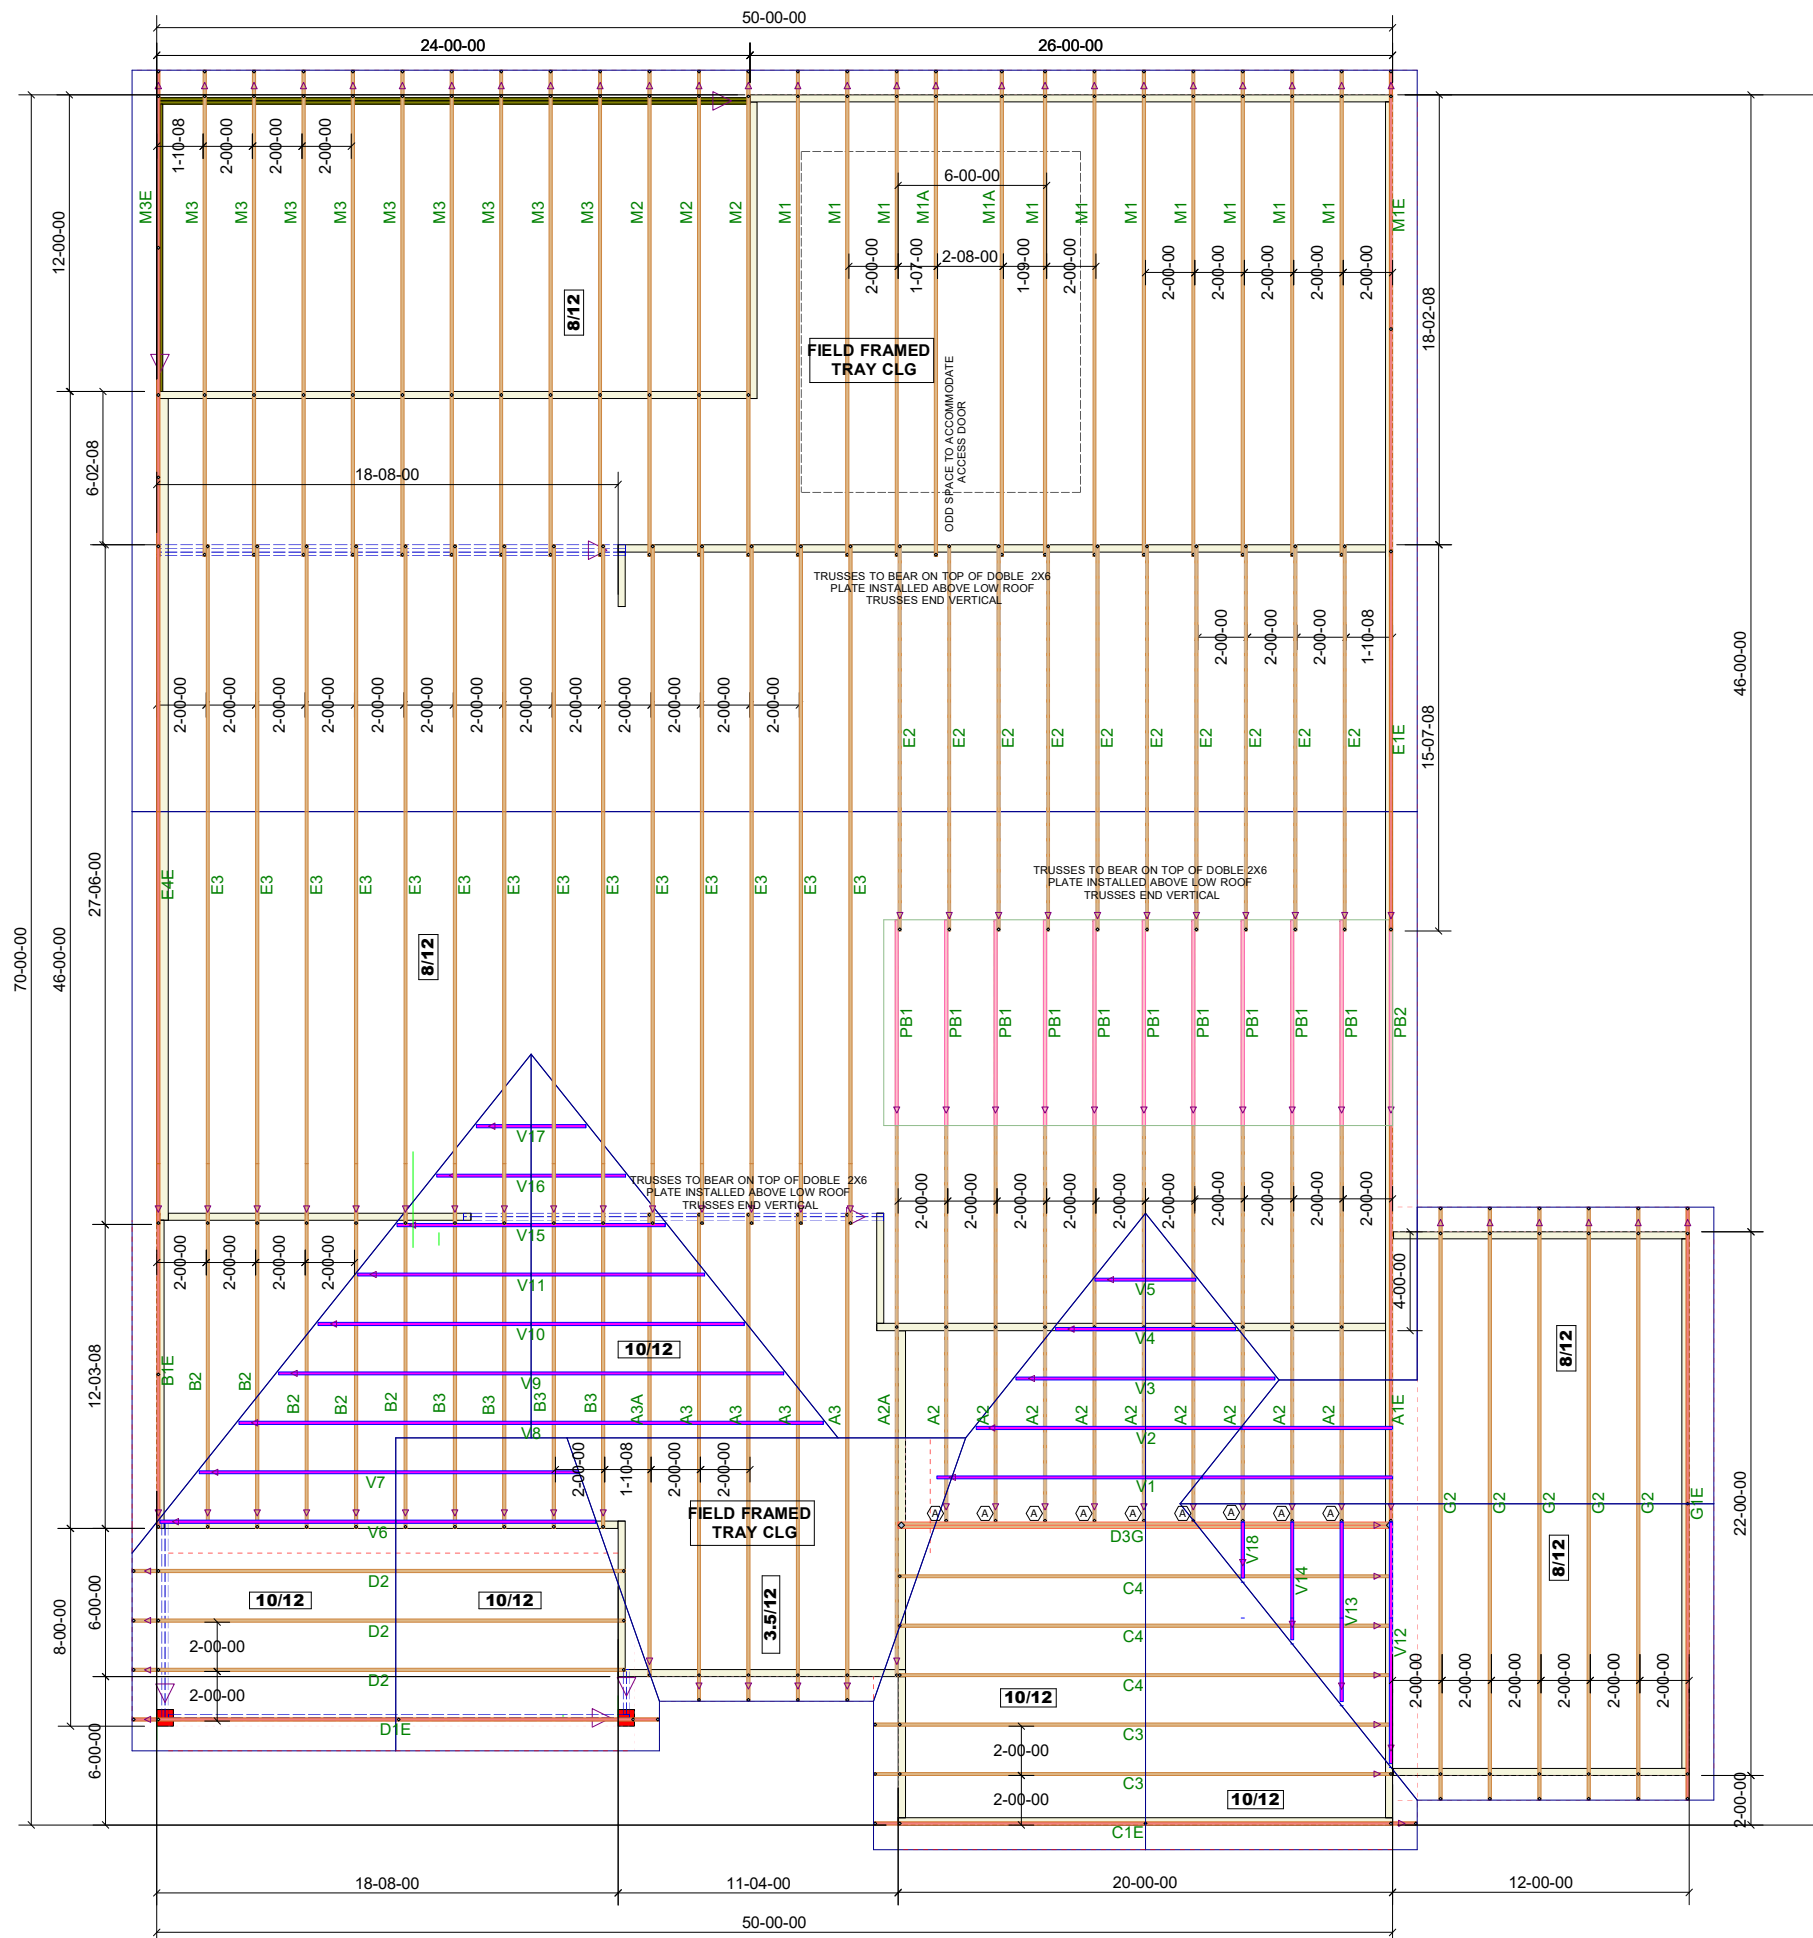 50-00-00
24-00-00
26-00-00
1-10-08
2-00-00
2-00-00
2-00-00
12-00-00
M3E
M3
M3
M3
M3
M3
M3
M3
M3
M3
M2
M2
M2
M1
M1
M1
M1A
M1A
M1
M1
M1
M1
M1
M1
M1
M1E
6-00-00
2-00-00
1-07-00
2-08-00
1-09-00
2-00-00
2-00-00
2-00-00
2-00-00
2-00-00
2-00-00
18-02-08
8/12
FIELD FRAMED
TRAY CLG
ODD SPACE TO ACCOMMODATE
ACCESS DOOR
6-02-08
18-08-00
TRUSSES TO BEAR ON TOP OF DOBLE 2X6
PLATE INSTALLED ABOVE LOW ROOF
TRUSSES END VERTICAL
2-00-00
2-00-00
2-00-00
1-10-08
46-00-00
2-00-00
2-00-00
2-00-00
2-00-00
2-00-00
2-00-00
2-00-00
2-00-00
2-00-00
2-00-00
2-00-00
2-00-00
2-00-00
E2
E2
E2
E2
E2
E2
E2
E2
E2
E2
E1E
15-07-08
27-06-00
E4E
E3
E3
E3
E3
E3
E3
E3
E3
E3
E3
E3
E3
E3
E3
TRUSSES TO BEAR ON TOP OF DOBLE 2X6
PLATE INSTALLED ABOVE LOW ROOF
TRUSSES END VERTICAL
70-00-00
46-00-00
8/12
PB1
PB1
PB1
PB1
PB1
PB1
PB1
PB1
PB1
PB1
PB2
V17
V16
TRUSSES TO BEAR ON TOP OF DOBLE 2X6
PLATE INSTALLED ABOVE LOW ROOF
TRUSSES END VERTICAL
2-00-00
2-00-00
2-00-00
2-00-00
2-00-00
2-00-00
2-00-00
2-00-00
2-00-00
2-00-00
V15
2-00-00
2-00-00
2-00-00
2-00-00
V11
V5
4-00-00
V10
V4
10/12
8/12
12-03-08
B1E
B2
B2
B2
B2
B2
B3
B3
B3
B3
A3A
A3
A3
A3
A3
A2A
A2
A2
A2
A2
A2
A2
A2
A2
A2
A1E
V9
V3
V8
V2
V7
V1
2-00-00
1-10-08
2-00-00
2-00-00
FIELD FRAMED
TRAY CLG
A
A
A
A
A
A
A
A
A
G2
G2
G2
G2
G2
G1E
22-00-00
V6
D3G
V18
V14
V13
V12
8/12
D2
C4
10/12
10/12
3.5/12
6-00-00
8-00-00
D2
C4
2-00-00
D2
C4
2-00-00
10/12
2-00-00
2-00-00
2-00-00
2-00-00
2-00-00
2-00-00
D1E
C3
6-00-00
2-00-00
C3
2-00-00
10/12
2-00-00
C1E
18-08-00
11-04-00
20-00-00
12-00-00
50-00-00